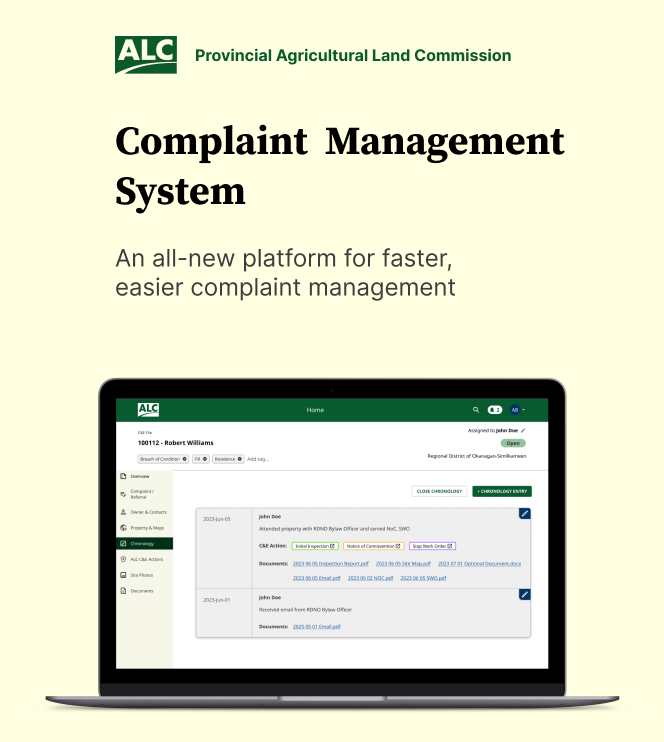 ALC
Provincial Agricultural Land Commission
Complaint Management
System
An all-new platform for faster,
easier complaint management
ALC
Home
2
AB
C&E File
Assigned to John Doe
100112 - Robert Williams
Open
Breach of Condition
Fill
Residence
Add tag...
Regional District of Okanagan-Similkameen
Overview
Complaint /
Referral
Owner & Contacts
Property & Maps
Chronology
ALC C&E Actions
Site Photos
Documents
CLOSE CHRONOLOGY
+ CHRONOLOGY ENTRY
2023-Jun-05
John Doe
Attended property with RDNO Bylaw Officer and served NoC, SWO
C&E Action: Initial Inspection Notice of Contravention Stop Work Order
Documents: 2023 06 05 Inspection Report.pdf 2023 06 05 Site Map.pdf 2023 07 01 Optional Document.docx
2023 06 05 Email.pdf 2023 06 02 NOC.pdf 2023 06 05 SWO.pdf
2023-Jun-01
John Doe
Received email from RDNO Bylaw Officer
Documents: 2025 05 01 Email.pdf